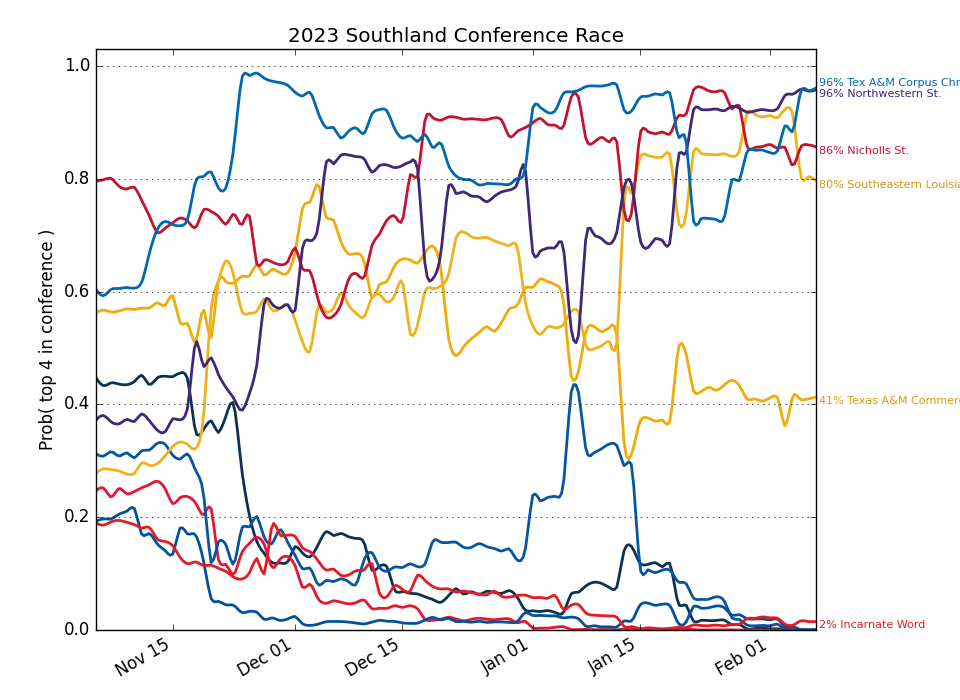 2023 Southland Conference Race
Prob( top 4 in conference )
1.0
0.8
0.6
0.4
0.2
0.0
Nov 15
Dec 01
Dec 15
Jan 01
Jan 15
Feb 01
96% Tex A&M Corpus Chr
96% Northwestern St.
86% Nicholls St.
80% Southeastern Louisia
41% Texas A&M Commerc
2% Incarnate Word